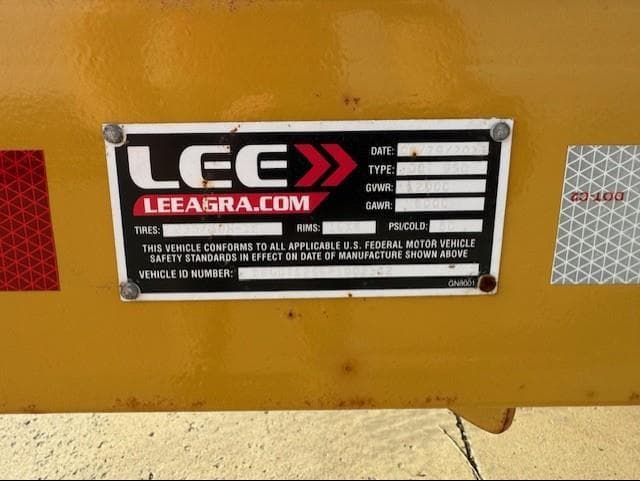 LEE
LEEAGRA.COM
DATE:
TYPE:
GVWR:
GAWR:
TIRES:
RIMS:
PSI/COLD:
THIS VEHICLE CONFORMS TO ALL APPLICABLE U.S. FEDERAL MOTOR VEHICLE
SAFETY STANDARDS IN EFFECT ON DATE OF MANUFACTURE SHOWN ABOVE
VEHICLE ID NUMBER:
GN8001
DOT-C2